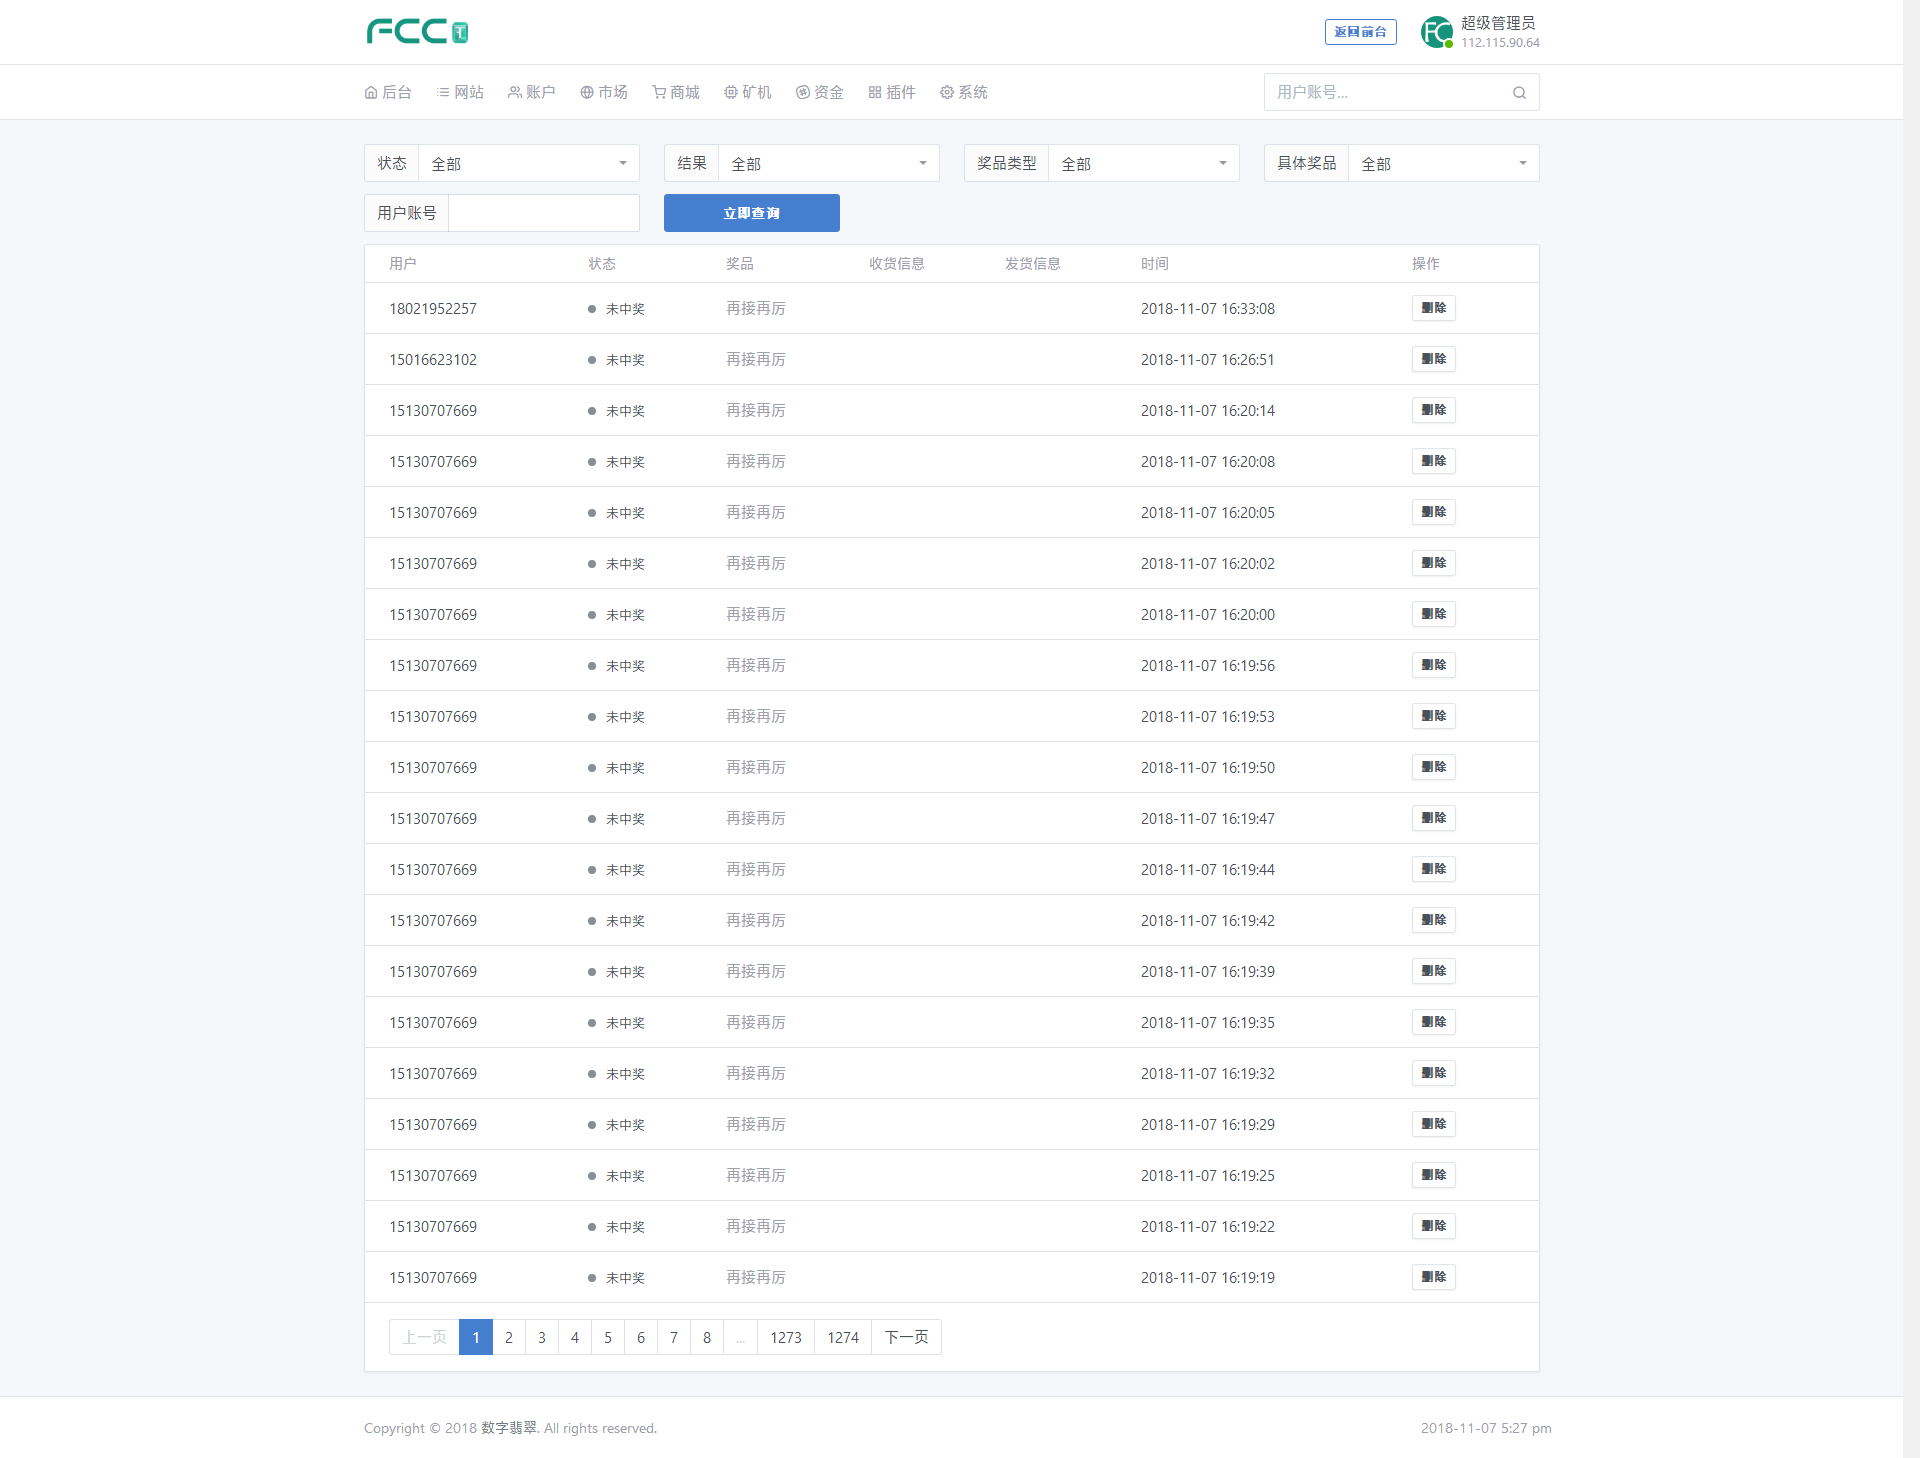 FCC
返回前台
超级管理员
112.115.90.64
后台 网站 账户 市场 商城 矿机 资金 插件 系统
用户账号...
状态 全部 结果 全部 奖品类型 全部 具体奖品 全部
用户账号 立即查询
用户 状态 奖品 收货信息 发货信息 时间 操作
18021952257 未中奖 再接再厉 2018-11-07 16:33:08 删除
15016623102 未中奖 再接再厉 2018-11-07 16:26:51 删除
15130707669 未中奖 再接再厉 2018-11-07 16:20:14 删除
15130707669 未中奖 再接再厉 2018-11-07 16:20:08 删除
15130707669 未中奖 再接再厉 2018-11-07 16:20:05 删除
15130707669 未中奖 再接再厉 2018-11-07 16:20:02 删除
15130707669 未中奖 再接再厉 2018-11-07 16:20:00 删除
15130707669 未中奖 再接再厉 2018-11-07 16:19:56 删除
15130707669 未中奖 再接再厉 2018-11-07 16:19:53 删除
15130707669 未中奖 再接再厉 2018-11-07 16:19:50 删除
15130707669 未中奖 再接再厉 2018-11-07 16:19:47 删除
15130707669 未中奖 再接再厉 2018-11-07 16:19:44 删除
15130707669 未中奖 再接再厉 2018-11-07 16:19:42 删除
15130707669 未中奖 再接再厉 2018-11-07 16:19:39 删除
15130707669 未中奖 再接再厉 2018-11-07 16:19:35 删除
15130707669 未中奖 再接再厉 2018-11-07 16:19:32 删除
15130707669 未中奖 再接再厉 2018-11-07 16:19:29 删除
15130707669 未中奖 再接再厉 2018-11-07 16:19:25 删除
15130707669 未中奖 再接再厉 2018-11-07 16:19:22 删除
15130707669 未中奖 再接再厉 2018-11-07 16:19:19 删除
上一页 1 2 3 4 5 6 7 8 ... 1273 1274 下一页
Copyright © 2018 数字翡翠. All rights reserved. 2018-11-07 5:27 pm